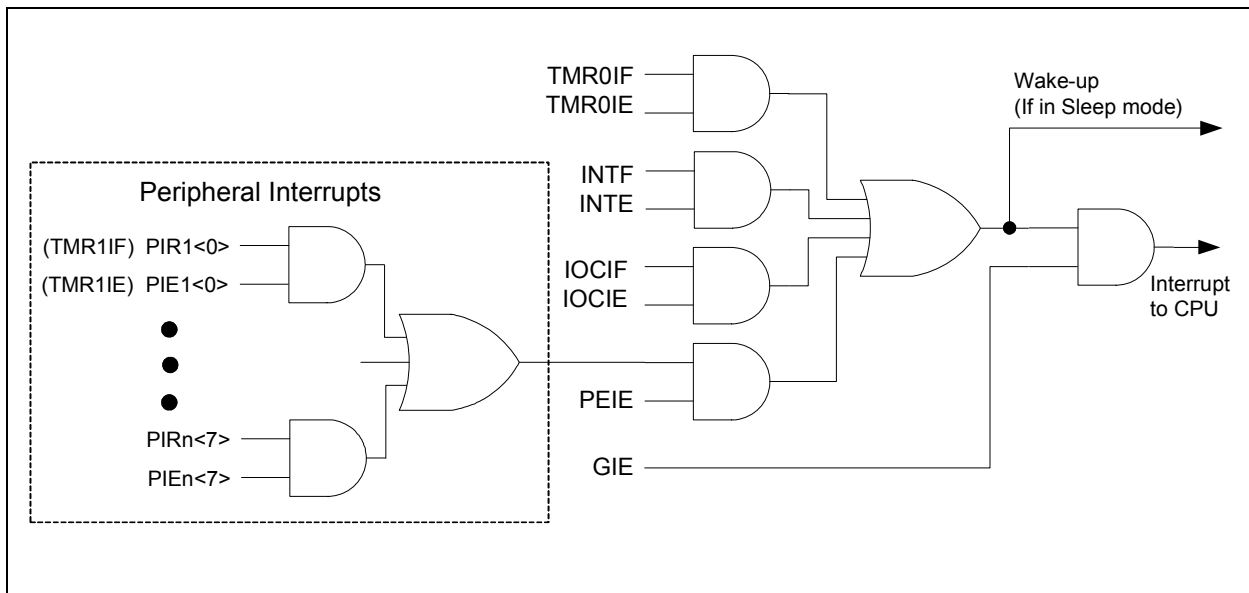 TMR0IF
TMR0IE
Wake-up
(If in Sleep mode)
INTF
INTE
Peripheral Interrupts
(TMR1IF) PIR1<0>
(TMR1IE) PIE1<0>
IOCIF
IOCIE
Interrupt
to CPU
PEIE
PIRn<7>
PIEn<7>
GIE